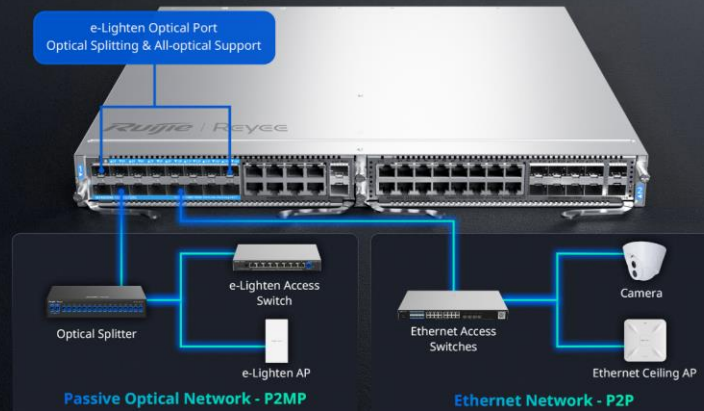 e-Lighten Optical Port
Optical Splitting & All-optical Support
Ruijie | Reyee
e-Lighten Access
Switch
Optical Splitter
e-Lighten AP
Passive Optical Network - P2MP
Camera
Ethernet Access
Switches
Ethernet Ceiling AP
Ethernet Network - P2P